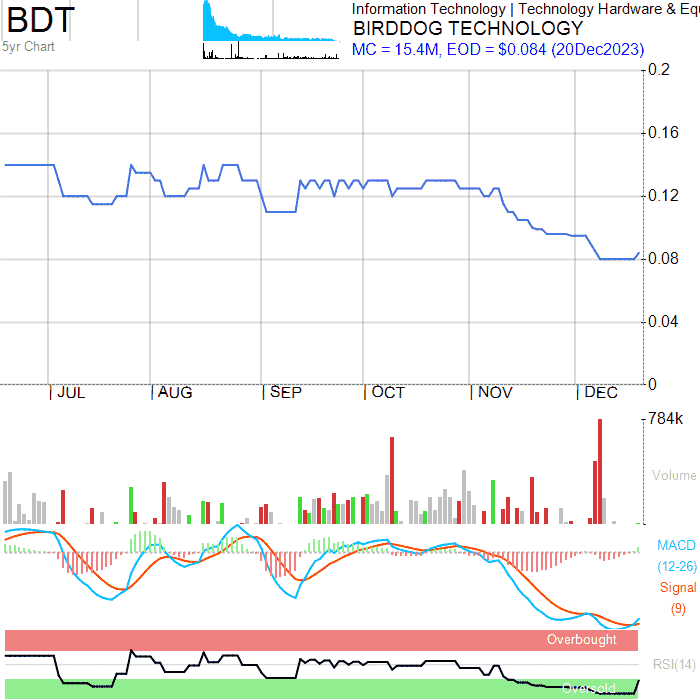 BDT
5yr Chart
Information Technology | Technology Hardware & Equ
BIRDDOG TECHNOLOGY
MC = 15.4M, EOD = $0.084 (20Dec2023)
0.2
0.16
0.12
0.08
0.04
0
JUL
AUG
SEP
OCT
NOV
DEC
784k
Volume
MACD
(12-26)
Signal
(9)
Overbought
RSI(14)
Oversold